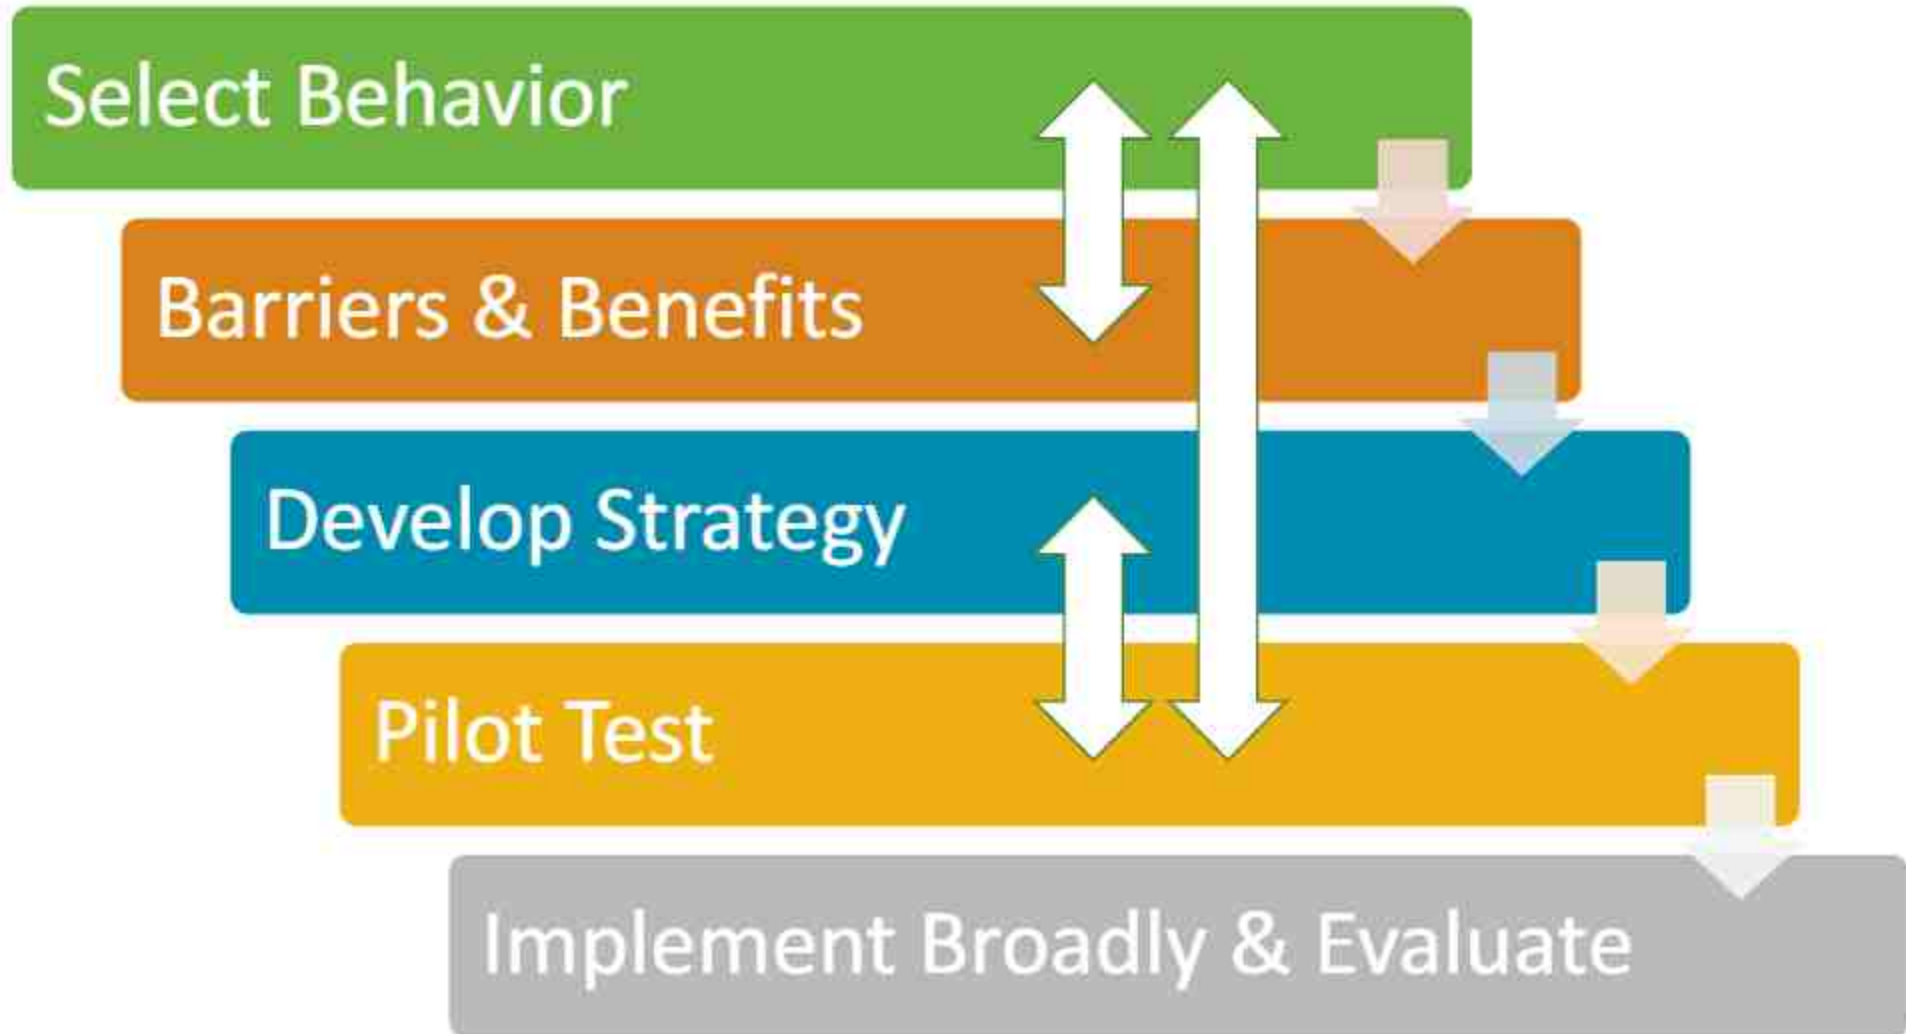 Select Behavior
Barriers & Benefits
Develop Strategy
Pilot Test
Implement Broadly & Evaluate